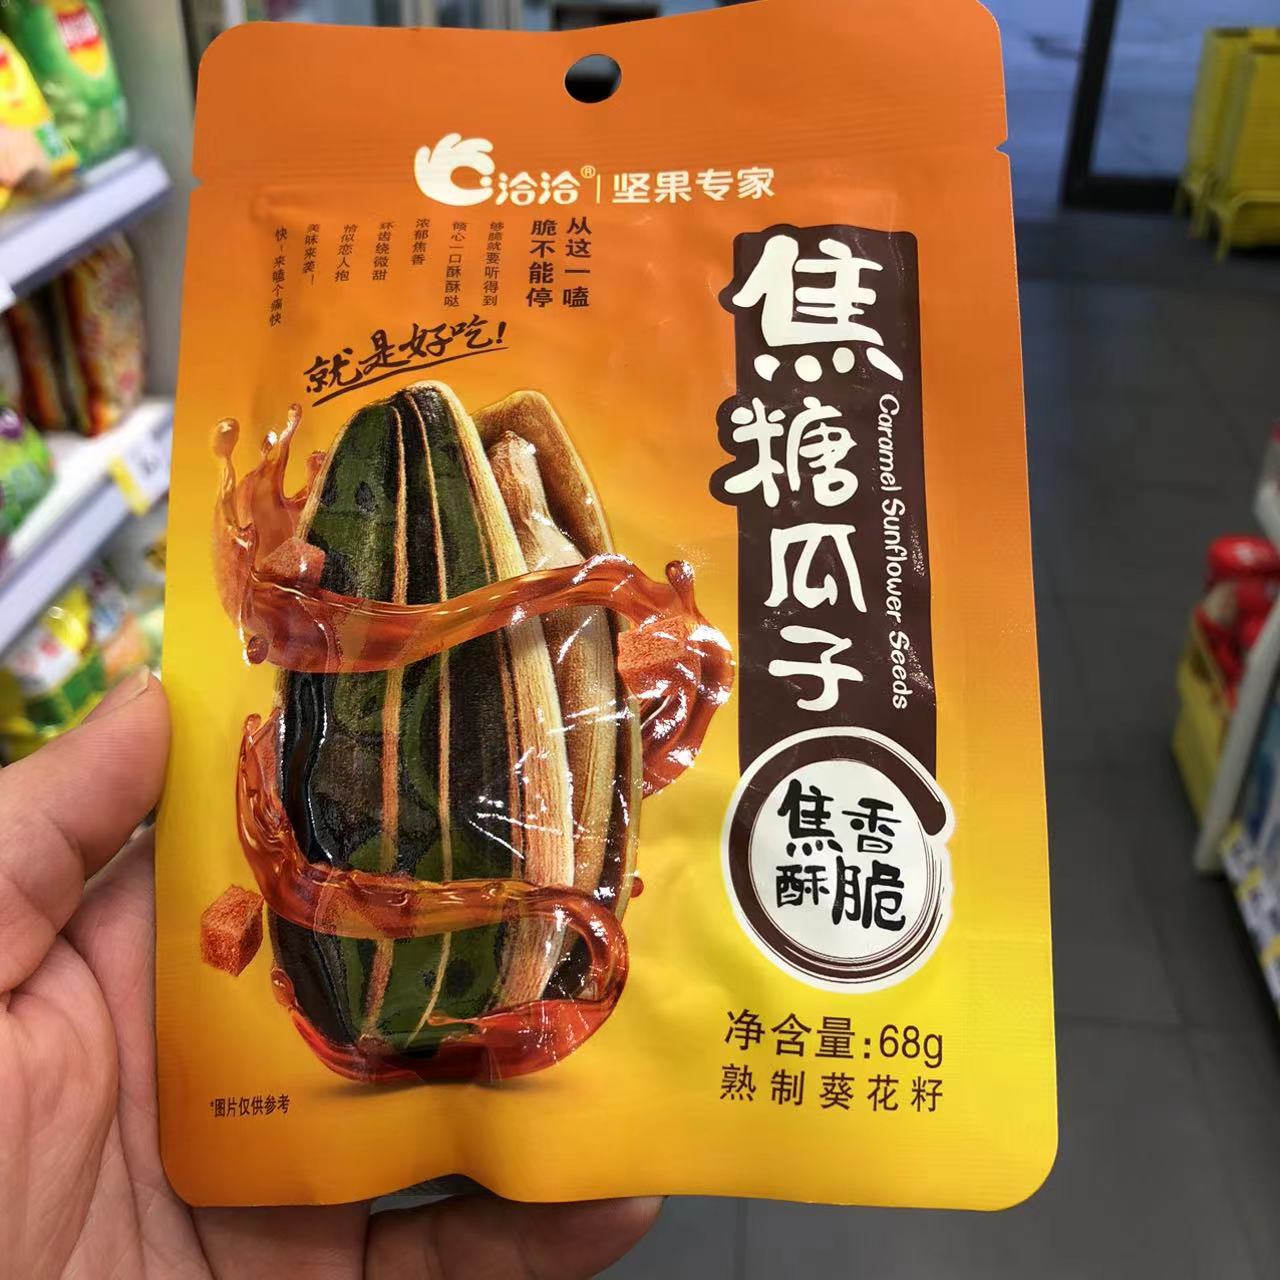 洽洽®|坚果专家
从这一嗑
脆不能停
够脆就要听得到
倾心一口酥酥哒
浓郁焦香
环齿绕微甜
恰似恋人抱
美味来袭！
快！来嗑个痛快
就是好吃！
焦糖瓜子
Caramel Sunflower Seeds
焦香
酥脆
净含量:68g
熟制葵花籽
*图片仅供参考